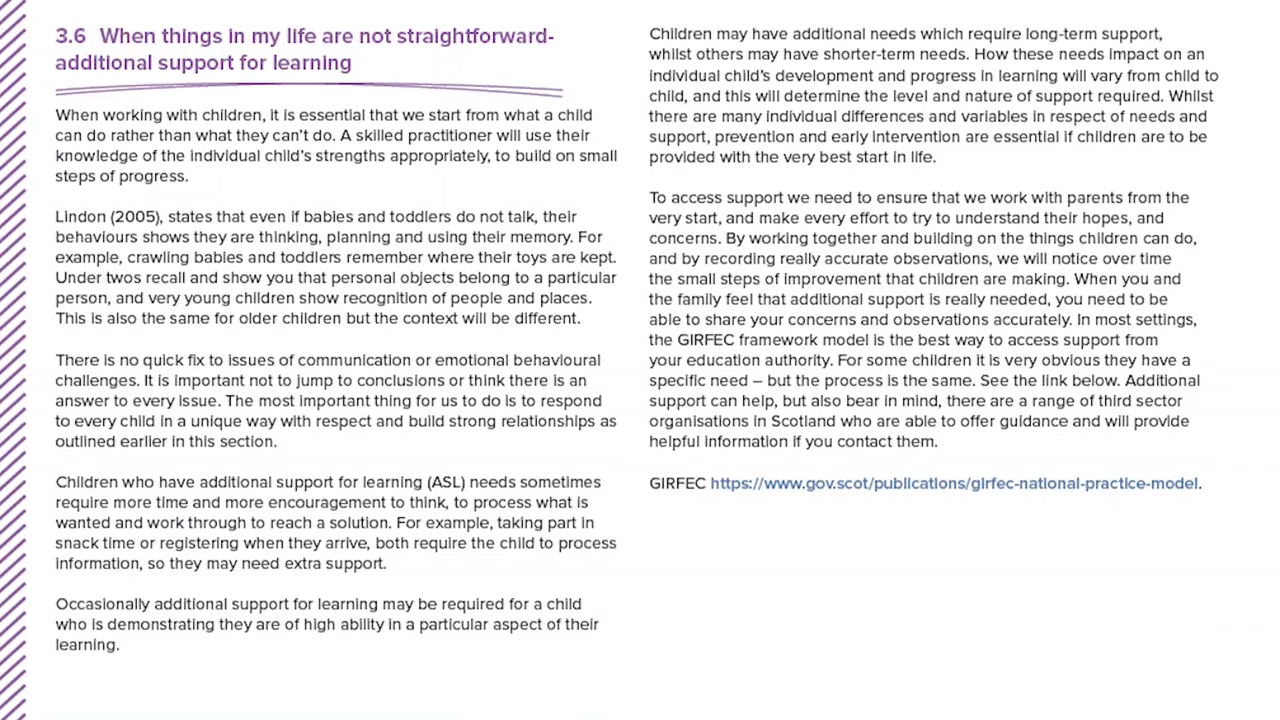 3.6 When things in my life are not straightforward-
additional support for learning
When working with children, it is essential that we start from what a child
can do rather than what they can't do. A skilled practitioner will use their
knowledge of the individual child's strengths appropriately, to build on small
steps of progress.
Lindon (2005), states that even if babies and toddlers do not talk, their
behaviours shows they are thinking, planning and using their memory. For
example, crawling babies and toddlers remember where their toys are kept.
Under twos recall and show you that personal objects belong to a particular
person, and very young children show recognition of people and places.
This is also the same for older children but the context will be different.
There is no quick fix to issues of communication or emotional behavioural
challenges. It is important not to jump to conclusions or think there is an
answer to every issue. The most important thing for us to do is to respond
to every child in a unique way with respect and build strong relationships as
outlined earlier in this section.
Children who have additional support for learning (ASL) needs sometimes
require more time and more encouragement to think, to process what is
wanted and work through to reach a solution. For example, taking part in
snack time or registering when they arrive, both require the child to process
information, so they may need extra support.
Occasionally additional support for learning may be required for a child
who is demonstrating they are of high ability in a particular aspect of their
learning.
Children may have additional needs which require long-term support,
whilst others may have shorter-term needs. How these needs impact on an
individual child's development and progress in learning will vary from child to
child, and this will determine the level and nature of support required. Whilst
there are many individual differences and variables in respect of needs and
support, prevention and early intervention are essential if children are to be
provided with the very best start in life.
To access support we need to ensure that we work with parents from the
very start, and make every effort to try to understand their hopes, and
concerns. By working together and building on the things children can do,
and by recording really accurate observations, we will notice over time
the small steps of improvement that children are making. When you and
the family feel that additional support is really needed, you need to be
able to share your concerns and observations accurately. In most settings,
the GIRFEC framework model is the best way to access support from
your education authority. For some children it is very obvious they have a
specific need – but the process is the same. See the link below. Additional
support can help, but also bear in mind, there are a range of third sector
organisations in Scotland who are able to offer guidance and will provide
helpful information if you contact them.
GIRFEC https://www.gov.scot/publications/girfec-national-practice-model.